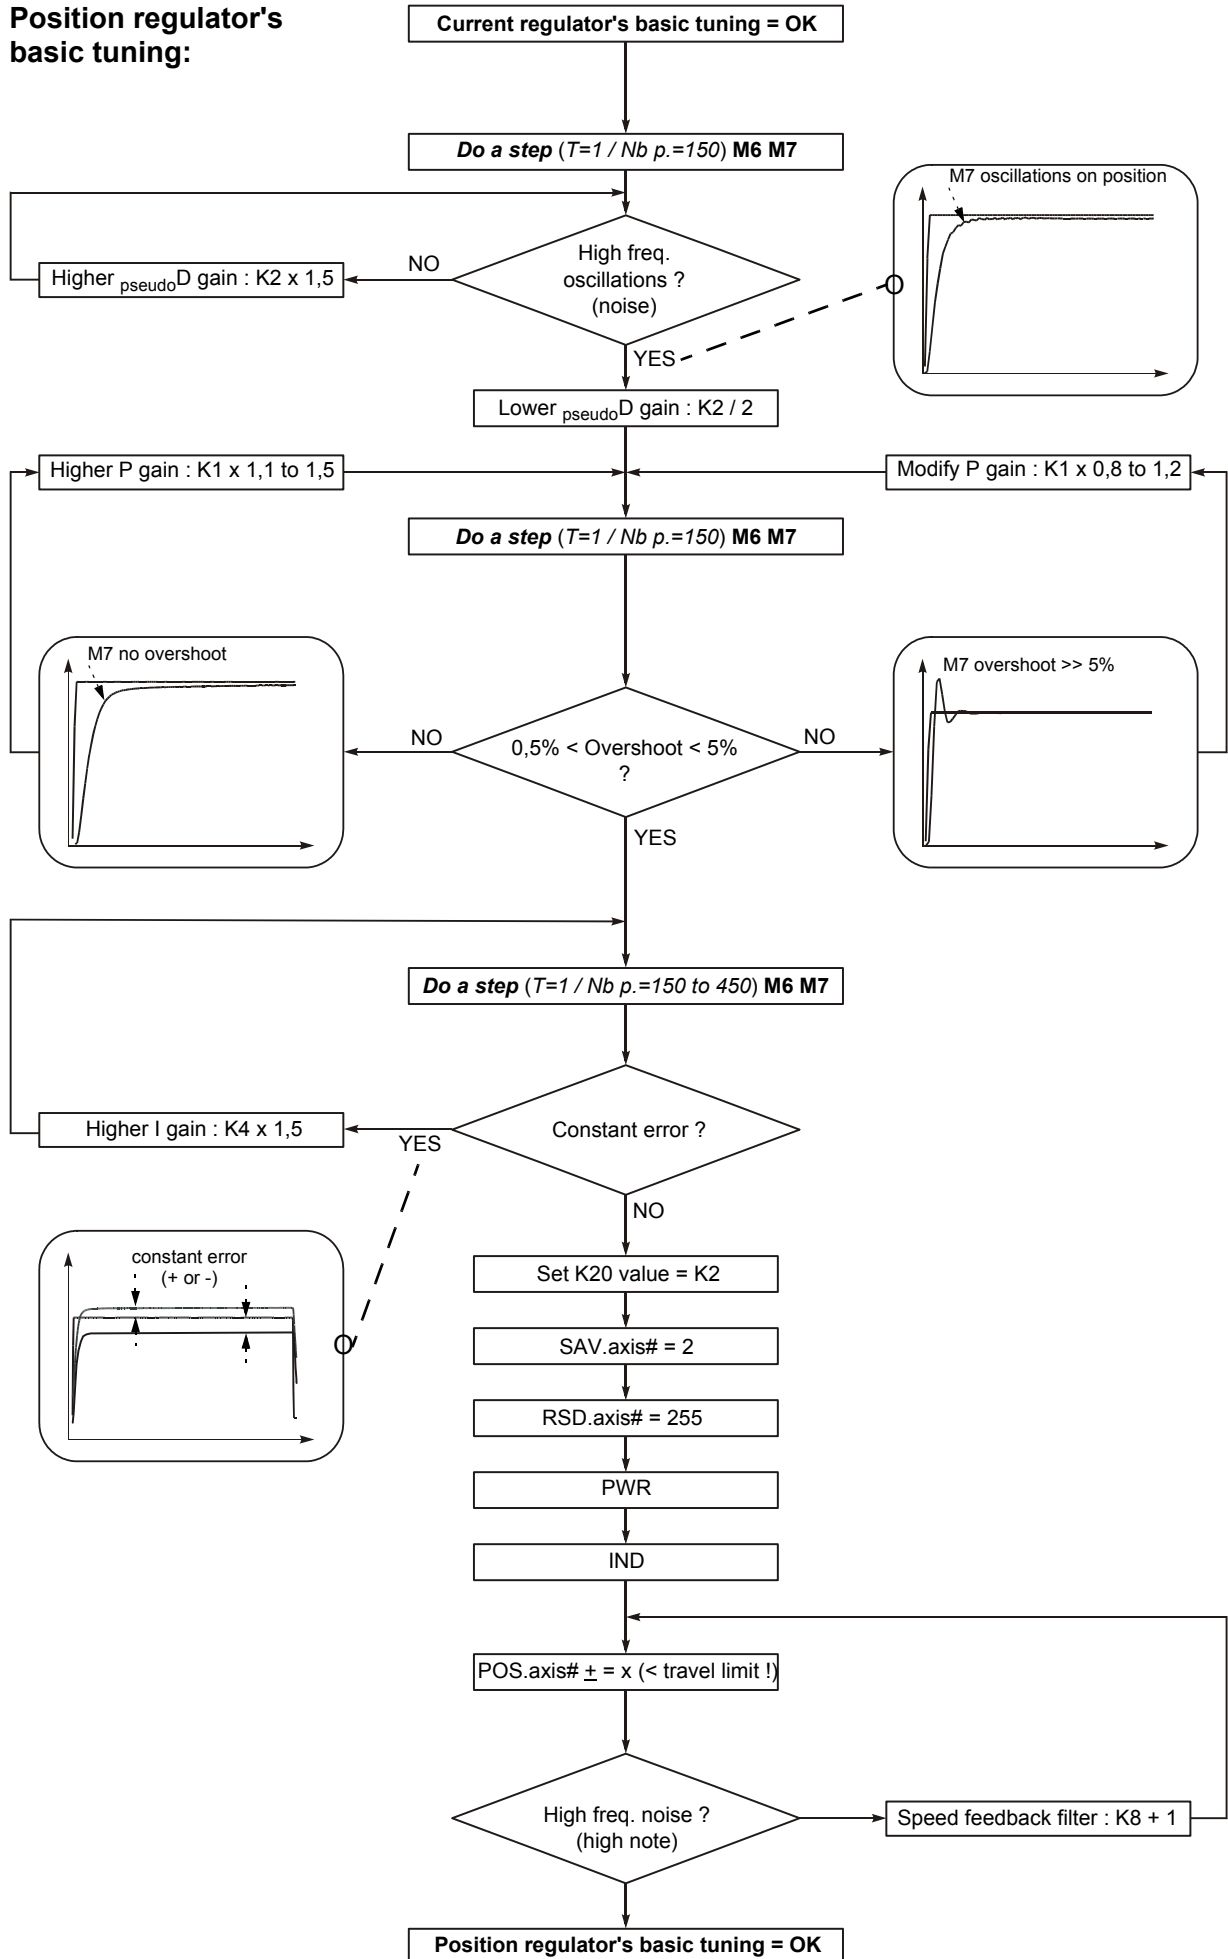 Position regulator's
basic tuning:
Current regulator's basic tuning = OK
Do a step (T=1 / Nb p.=150) M6 M7
M7 oscillations on position
High freq.
oscillations ?
(noise)
NO
Higher pseudoD gain : K2 x 1,5
YES
Lower pseudoD gain : K2 / 2
Higher P gain : K1 x 1,1 to 1,5
Modify P gain : K1 x 0,8 to 1,2
Do a step (T=1 / Nb p.=150) M6 M7
M7 no overshoot
M7 overshoot >> 5%
NO
0,5% < Overshoot < 5%
?
NO
YES
Do a step (T=1 / Nb p.=150 to 450) M6 M7
Higher I gain : K4 x 1,5
YES
Constant error ?
NO
constant error
(+ or -)
Set K20 value = K2
SAV.axis# = 2
RSD.axis# = 255
PWR
IND
POS.axis# ± = x (< travel limit !)
High freq. noise ?
(high note)
Speed feedback filter : K8 + 1
Position regulator's basic tuning = OK